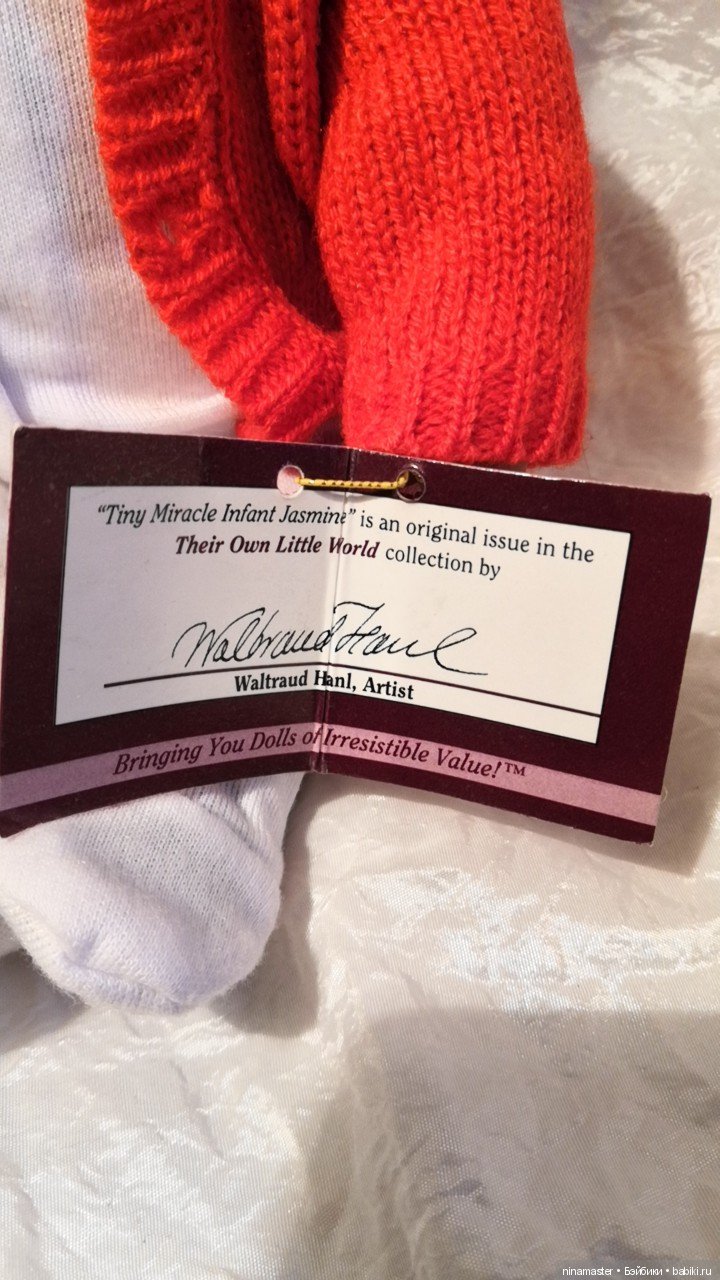 “Tiny Miracle Infant Jasmine” is an original issue in the
Their Own Little World collection by
Waltraud Hanl
Waltraud Hanl, Artist
Bringing You Dolls of Irresistible Value!™
ninamaster • Бэйбики • babiki.ru